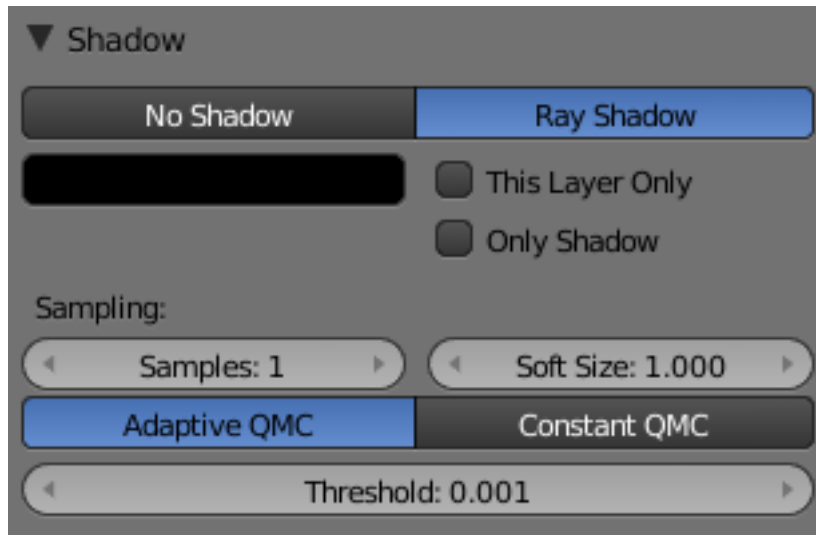 Shadow
No Shadow Ray Shadow
This Layer Only
Only Shadow
Sampling:
Samples: 1 Soft Size: 1.000
Adaptive QMC Constant QMC
Threshold: 0.001